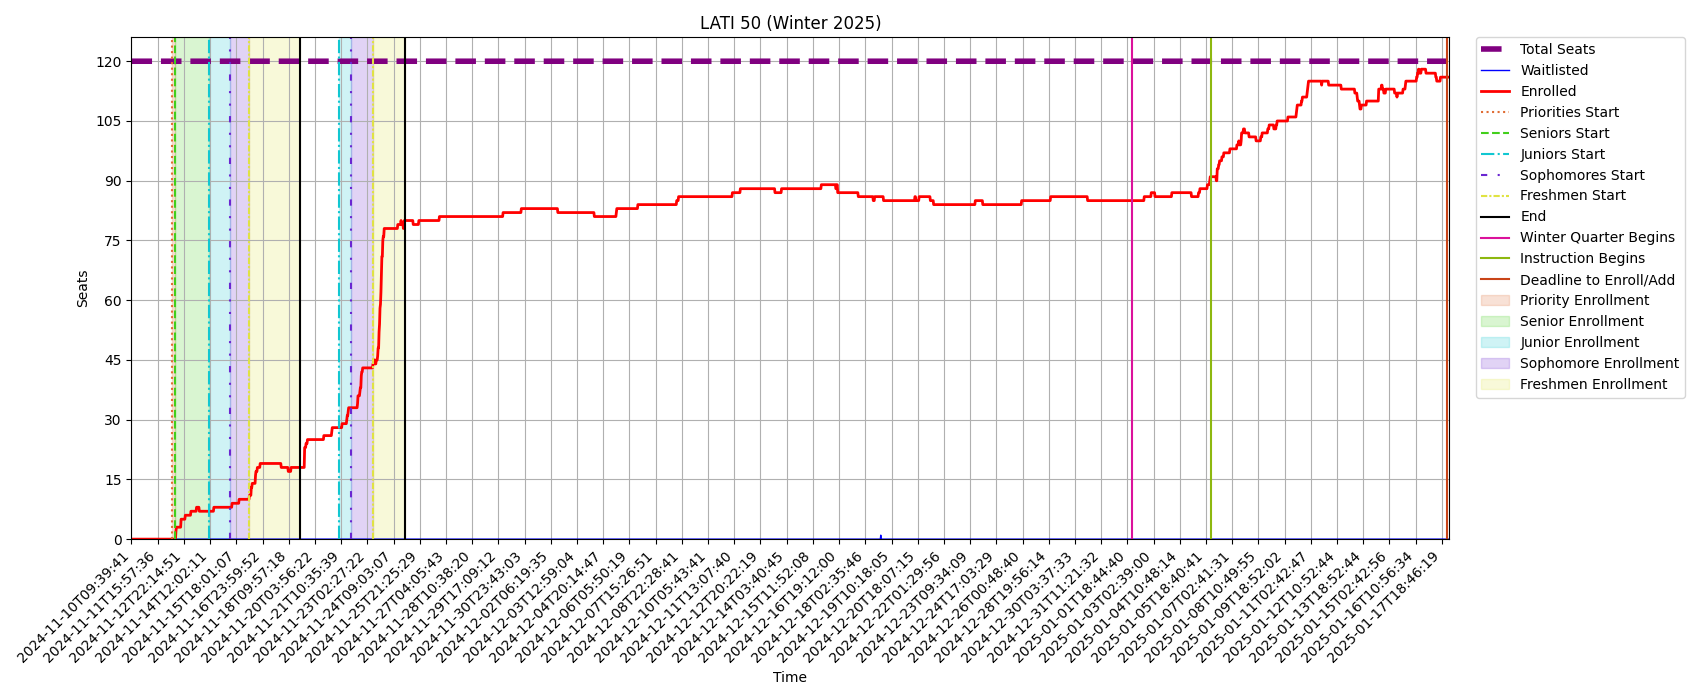 LATI 50 (Winter 2025)
Seats
120
105
90
75
60
45
30
15
0
2024-11-10T09:39:41
2024-11-11T15:57:36
2024-11-12T22:14:51
2024-11-14T12:02:11
2024-11-15T18:01:07
2024-11-16T23:59:52
2024-11-18T09:57:18
2024-11-20T03:56:22
2024-11-21T10:35:39
2024-11-23T02:27:22
2024-11-24T09:03:07
2024-11-25T21:25:29
2024-11-27T04:05:43
2024-11-28T10:38:20
2024-11-29T17:09:12
2024-11-30T23:43:03
2024-12-02T06:19:35
2024-12-03T12:59:04
2024-12-04T20:14:47
2024-12-06T05:50:19
2024-12-07T15:26:51
2024-12-08T22:28:41
2024-12-10T05:43:41
2024-12-11T13:07:40
2024-12-12T20:22:19
2024-12-14T03:40:45
2024-12-15T11:52:08
2024-12-16T19:12:00
2024-12-18T02:35:46
2024-12-19T10:18:05
2024-12-20T18:07:15
2024-12-22T01:29:56
2024-12-23T09:34:09
2024-12-24T17:03:29
2024-12-26T00:48:40
2024-12-28T19:56:14
2024-12-30T03:37:33
2024-12-31T11:21:32
2025-01-01T18:44:40
2025-01-03T02:39:00
2025-01-04T10:48:14
2025-01-05T18:40:41
2025-01-07T02:41:31
2025-01-08T10:49:55
2025-01-09T18:52:02
2025-01-11T02:42:47
2025-01-12T10:52:44
2025-01-13T18:52:44
2025-01-15T02:42:56
2025-01-16T10:56:34
2025-01-17T18:46:19
Time
Total Seats
Waitlisted
Enrolled
Priorities Start
Seniors Start
Juniors Start
Sophomores Start
Freshmen Start
End
Winter Quarter Begins
Instruction Begins
Deadline to Enroll/Add
Priority Enrollment
Senior Enrollment
Junior Enrollment
Sophomore Enrollment
Freshmen Enrollment